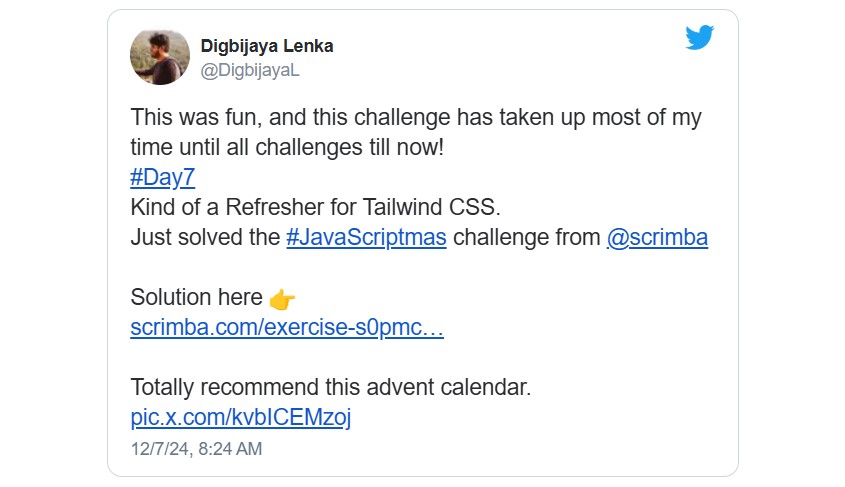 Digbijaya Lenka
@DigbijayaL
This was fun, and this challenge has taken up most of my
time until all challenges till now!
#Day7
Kind of a Refresher for Tailwind CSS.
Just solved the #JavaScriptmas challenge from @scrimba
Solution here 👉
scrimba.com/exercise-s0pmc…
Totally recommend this advent calendar.
pic.x.com/kvbICEMzoj
12/7/24, 8:24 AM